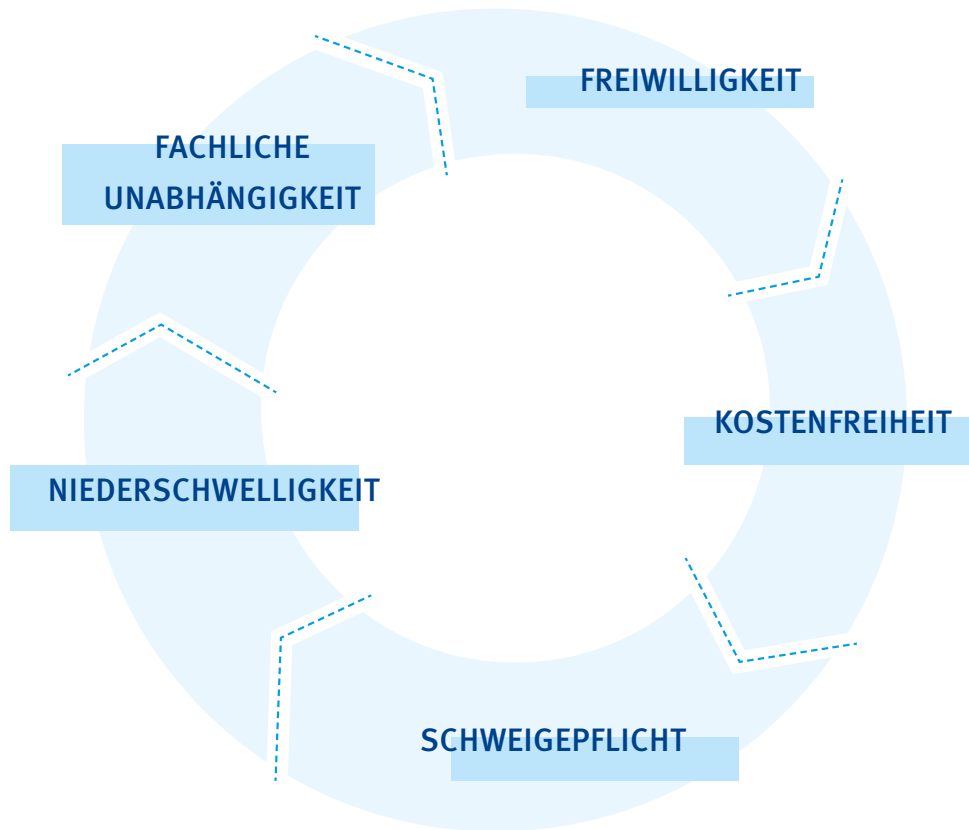 FREIWILLIGKEIT
FACHLICHE
UNABHÄNGIGKEIT
KOSTENFREIHEIT
NIEDERSCHWELLIGKEIT
SCHWEIGEPFLICHT